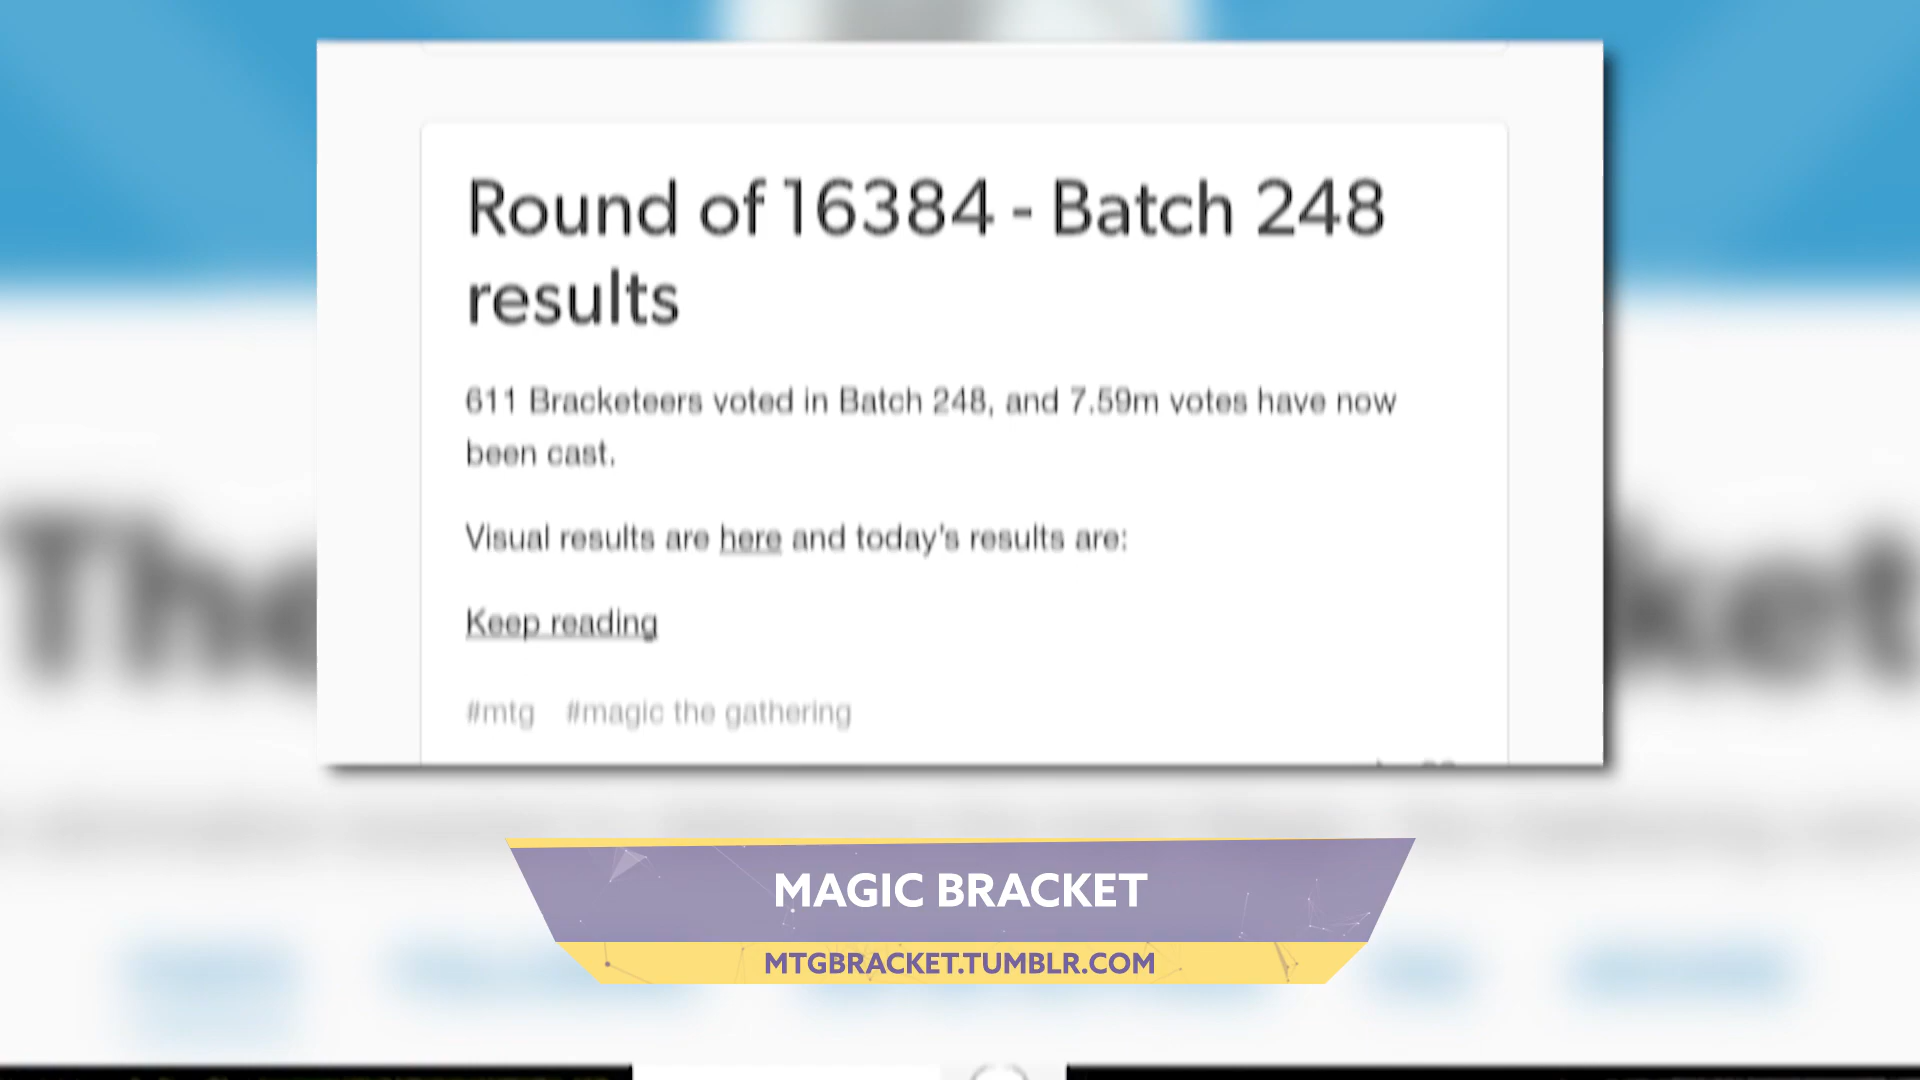 Round of 16384 - Batch 248
results
611 Bracketeers voted in Batch 248, and 7.59m votes have now
been cast.
Visual results are here and today's results are:
Keep reading
#mtg #magic the gathering
The
ket
MAGIC BRACKET
MTGBRACKET.TUMBLR.COM